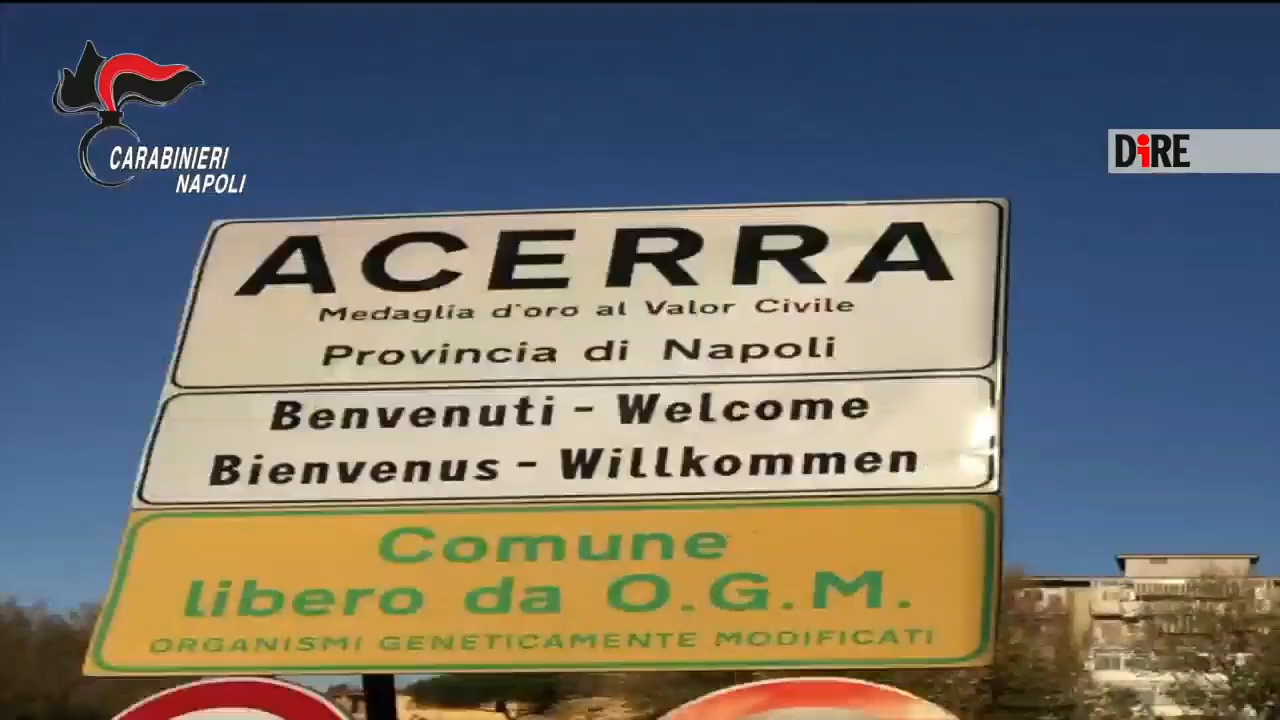 CARABINIERI
NAPOLI
DiRE
ACERRA
Medaglia d'oro al Valor Civile
Provincia di Napoli
Benvenuti - Welcome
Bienvenus - Willkommen
Comune
libero da O.G.M.
ORGANISMI GENETICAMENTE MODIFICATI